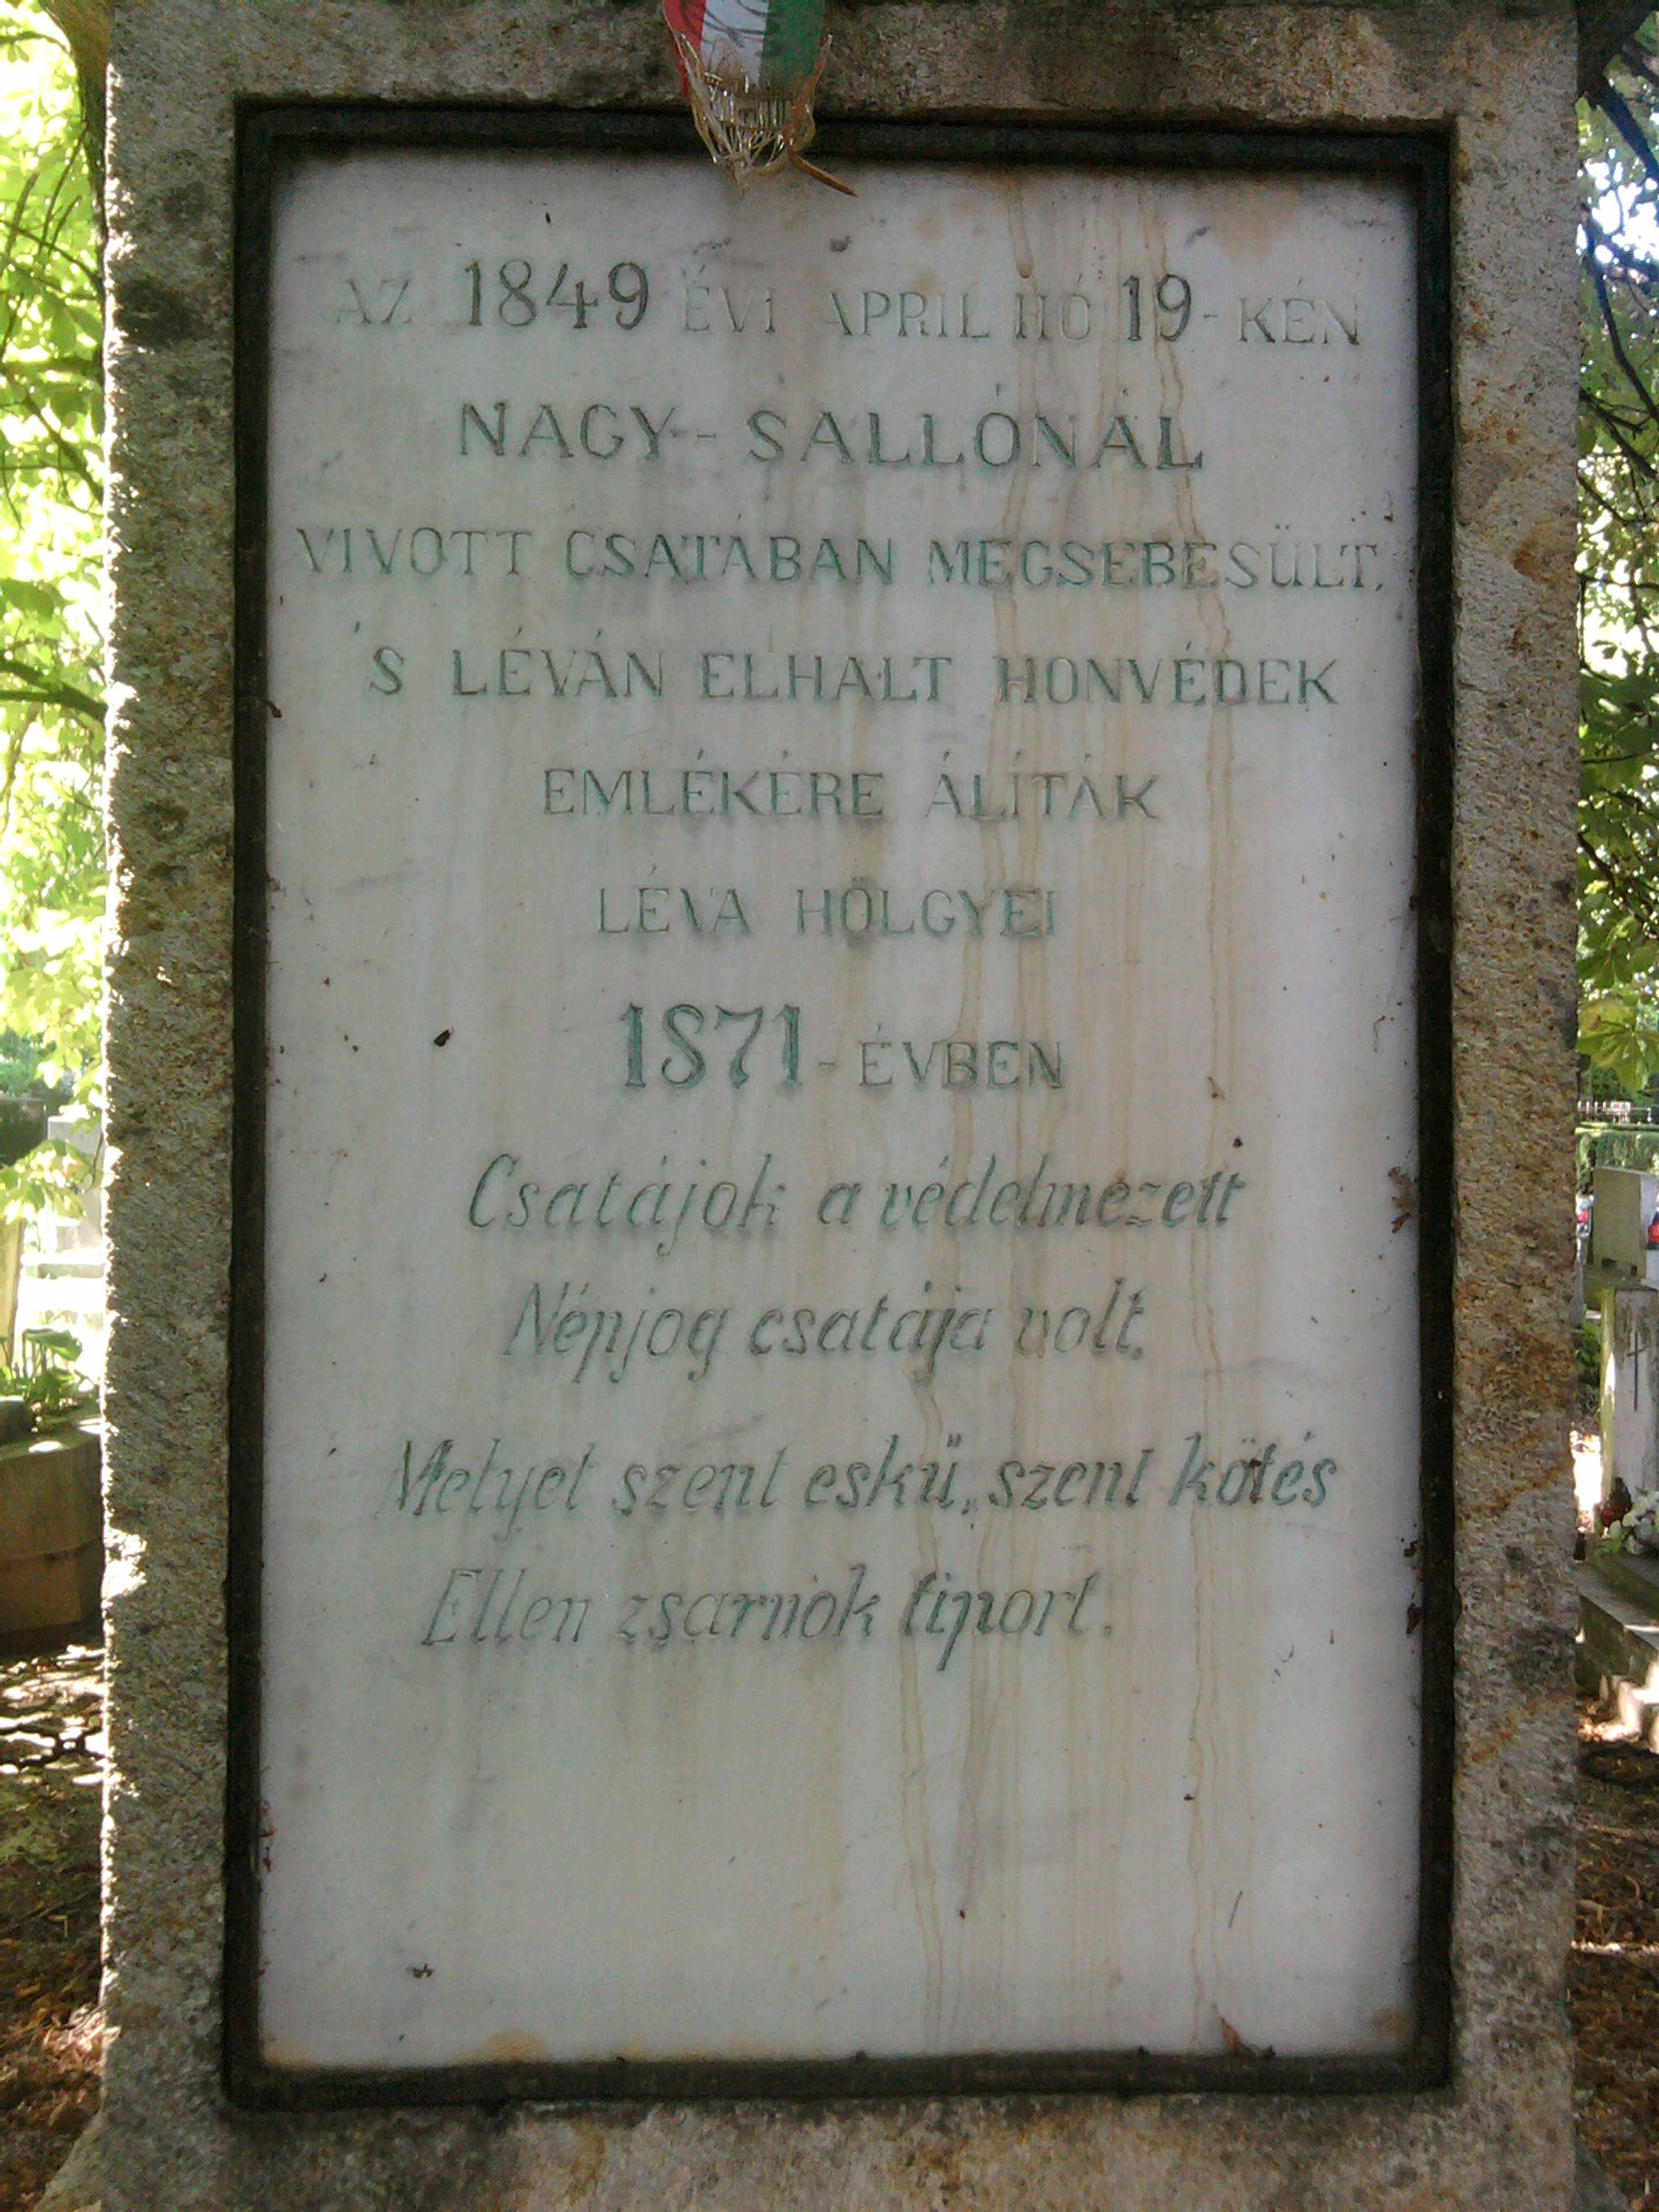 AZ 1849 ÉVI APRIL HÓ 19-KÉN
NAGY-SALLÓNÁL
VIVOTT CSATÁBAN MEGSEBESÜLT,
'S LÉVÁN ELHALT HONVÉDEK
EMLÉKÉRE ÁLÍTÁK
LÉVA HÖLGYEI
1871-ÉVBEN
Csatájok a védelmezett
Népjog csatája volt.
Melyet szent eskü, szent kötés
Ellen zsarnok tiport.